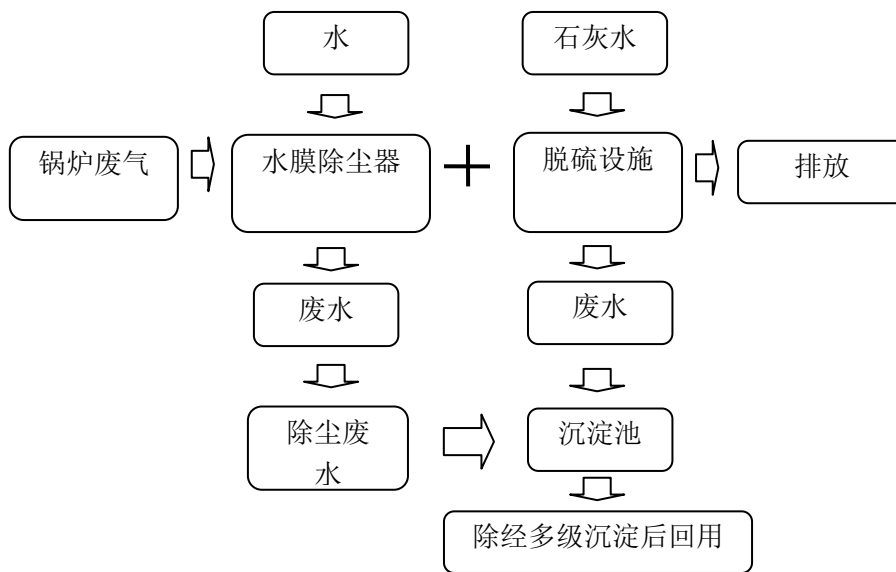 水
石灰水
锅炉废气
水膜除尘器
脱硫设施
排放
废水
废水
除尘废
水
沉淀池
除经多级沉淀后回用